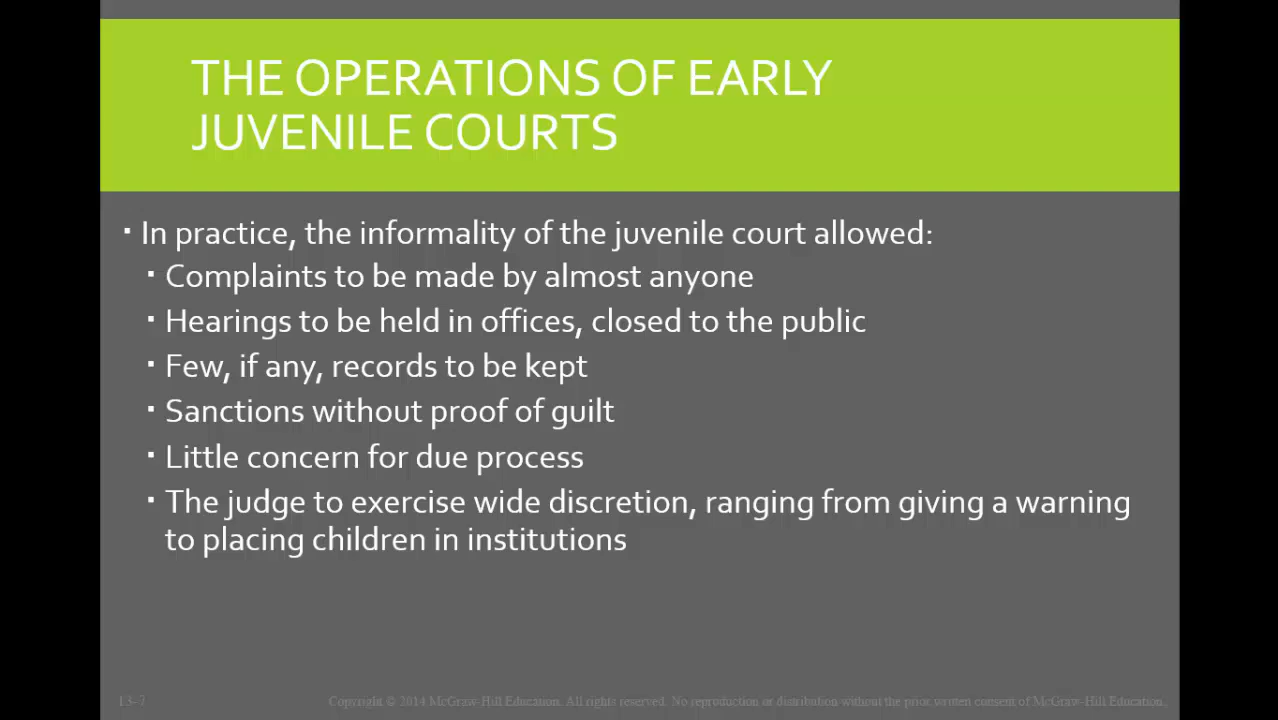 THE OPERATIONS OF EARLY
JUVENILE COURTS
▪ In practice, the informality of the juvenile court allowed:
▪ Complaints to be made by almost anyone
▪ Hearings to be held in offices, closed to the public
▪ Few, if any, records to be kept
▪ Sanctions without proof of guilt
▪ Little concern for due process
▪ The judge to exercise wide discretion, ranging from giving a warning
to placing children in institutions
13-7 Copyright © 2014 McGraw-Hill Education. All rights reserved. No reproduction or distribution without the prior written consent of McGraw-Hill Education.